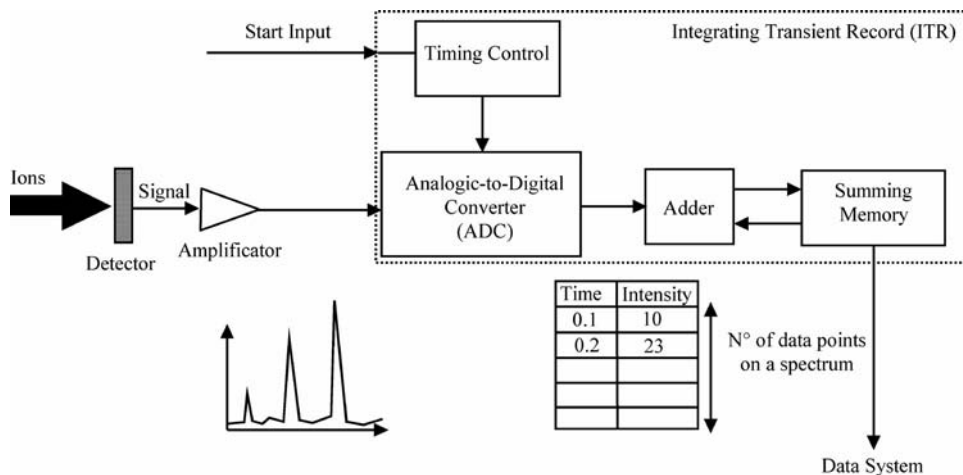 Start Input
Integrating Transient Record (ITR)
Timing Control
Ions
Signal
Analogic-to-Digital
Converter
(ADC)
Adder
Summing
Memory
Amplificator
Detector
Time Intensity
0.1 10
0.2 23
N° of data points
on a spectrum
Data System